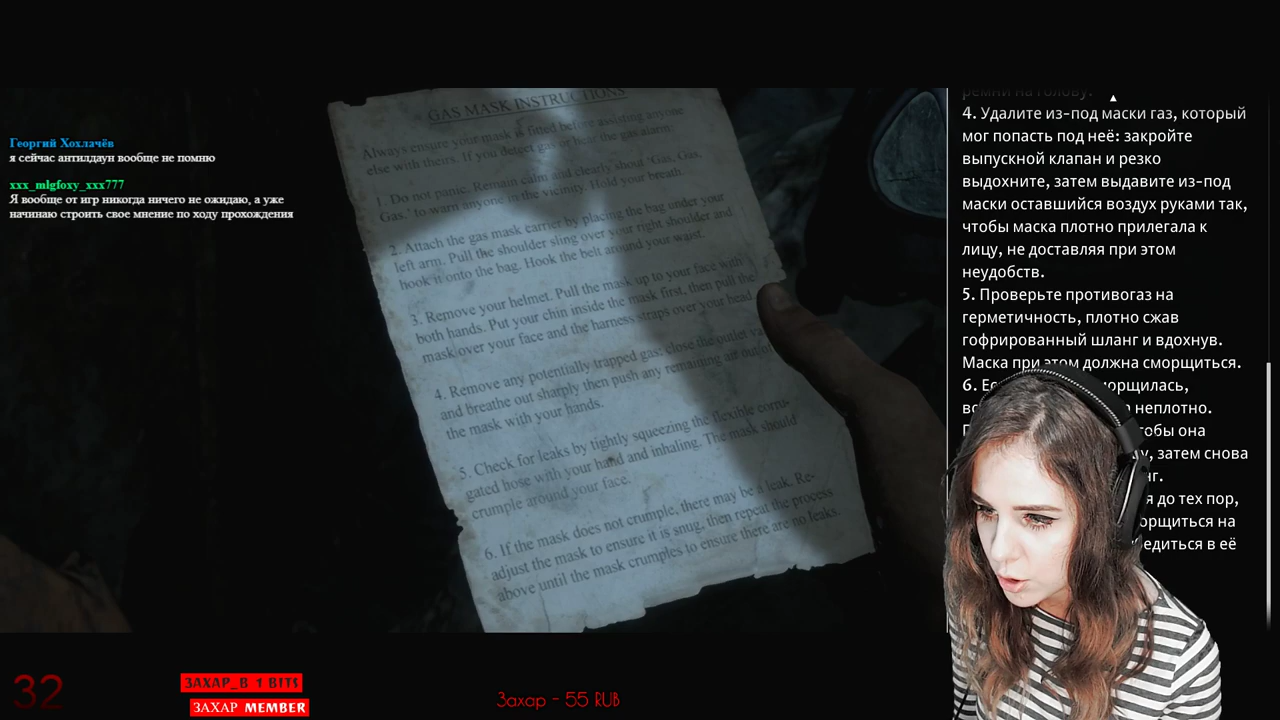 Георгий Хохлачёв
я сейчас антилдаун вообще не помню
xxx_mlgfoxy_xxx777
Я вообще от игр никогда ничего не ожидаю, а уже
начинаю строить свое мнение по ходу прохождения
GAS MASK INSTRUCTIONS
Always ensure your mask is fitted before assisting anyone
else with theirs. If you detect gas or hear the gas alarm:
1. Do not panic. Remain calm and clearly shout 'Gas, Gas,
Gas.' to warn anyone in the vicinity. Hold your breath.
2. Attach the gas mask carrier by placing the bag under your
left arm. Pull the shoulder sling over your right shoulder and
hook it onto the bag. Hook the belt around your waist.
3. Remove your helmet. Pull the mask up to your face with
both hands. Put your chin inside the mask first, then pull the
mask over your face and the harness straps over your head.
4. Remove any potentially trapped gas: close the outlet
and breathe out sharply then push any remaining air out of
the mask with your hands.
5. Check for leaks by tightly squeezing the flexible corru-
gated hose with your hand and inhaling. The mask should
crumple around your face.
6. If the mask does not crumple, there may be a leak. Re-
adjust the mask to ensure it is snug, then repeat the process
above until the mask crumples to ensure there are no leaks
ремни на голову.
4. Удалите из-под маски газ, который
мог попасть под неё: закройте
выпускной клапан и резко
выдохните, затем выдавите из-под
маски оставшийся воздух руками так,
чтобы маска плотно прилегала к
лицу, не доставляя при этом
неудобств.
5. Проверьте противогаз на
герметичность, плотно сжав
гофрированный шланг и вдохнув.
Маска при этом должна сморщиться.
6. неплотно.
затем снова
я до тех пор,
32
ЗАХАР_В 1 BITS
ЗАХАР MEMBER
Захар - 55 RUB